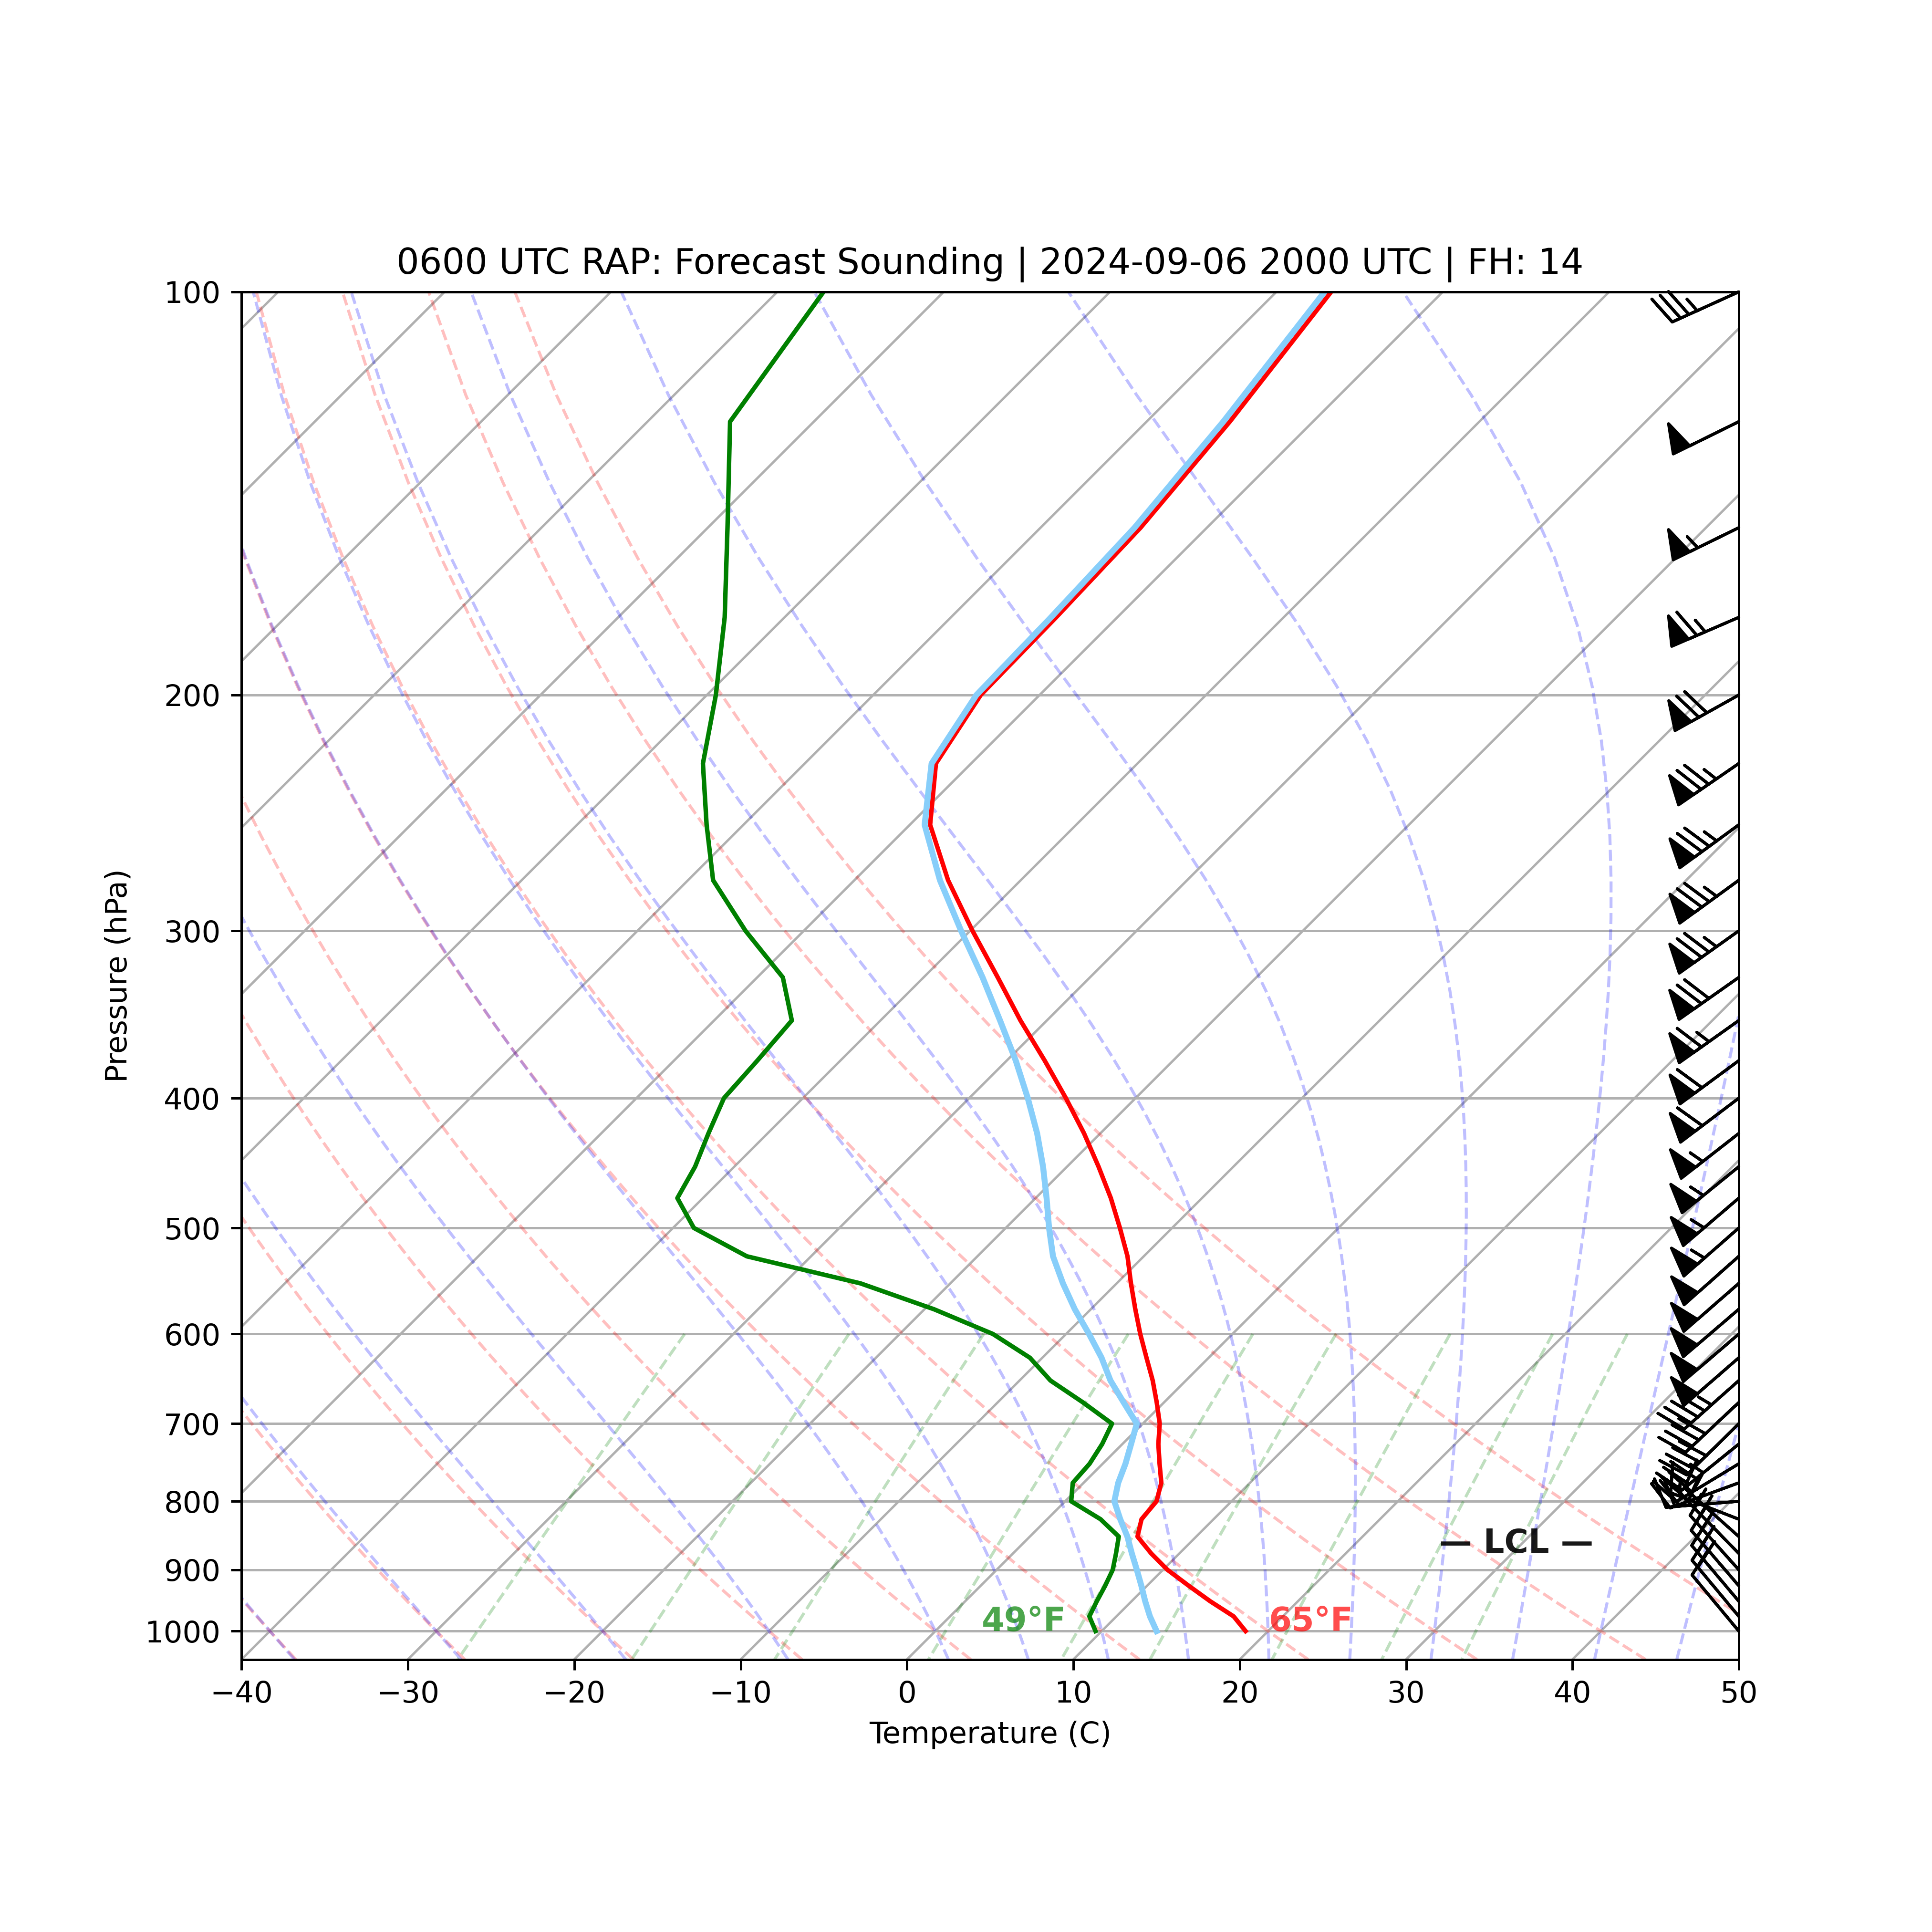 0600 UTC RAP: Forecast Sounding | 2024-09-06 2000 UTC | FH: 14
100
200
300
400
500
600
700
800
900
1000
Pressure (hPa)
— LCL —
49°F
65°F
−40 −30 −20 −10 0 10 20 30 40 50
Temperature (C)